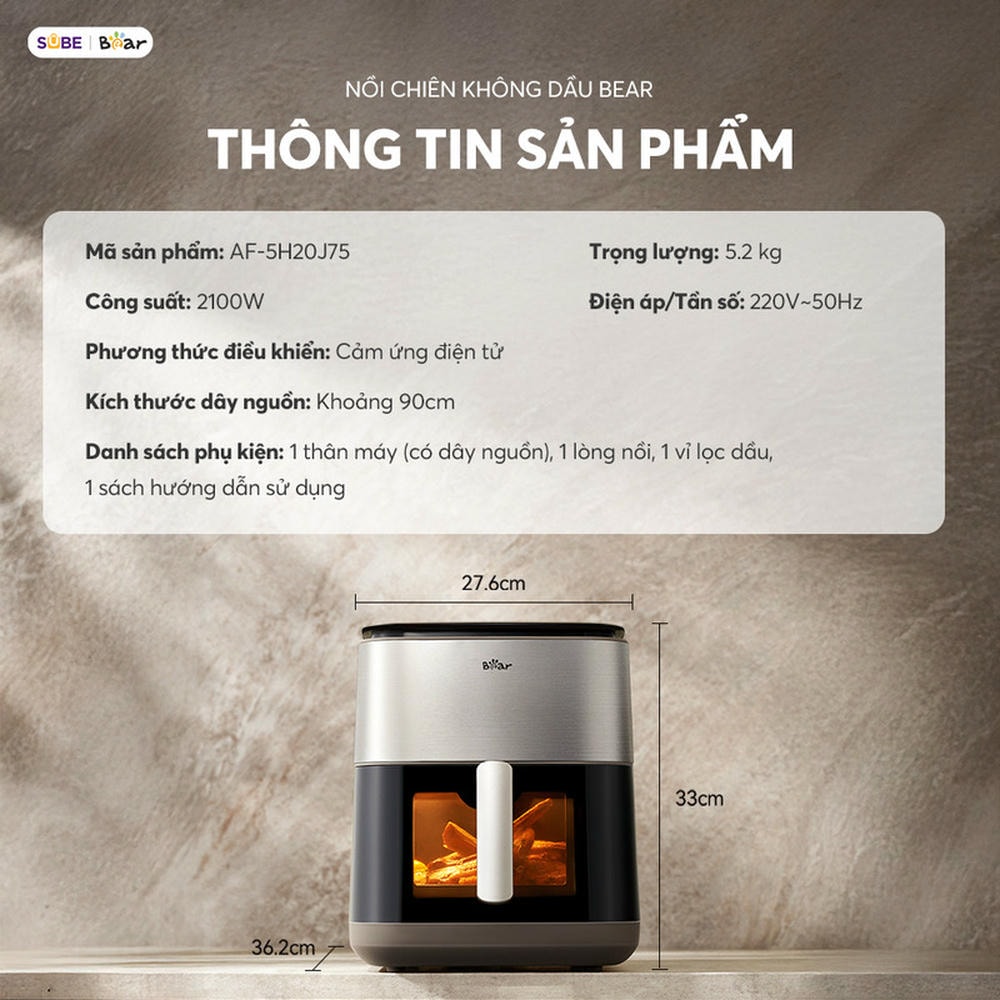 SUBE | Bear
NỒI CHIÊN KHÔNG DẦU BEAR
THÔNG TIN SẢN PHẨM
Mã sản phẩm: AF-5H20J75
Trọng lượng: 5.2 kg
Công suất: 2100W
Điện áp/Tần số: 220V~50Hz
Phương thức điều khiển: Cảm ứng điện tử
Kích thước dây nguồn: Khoảng 90cm
Danh sách phụ kiện: 1 thân máy (có dây nguồn), 1 lòng nồi, 1 vỉ lọc dầu,
1 sách hướng dẫn sử dụng
27.6cm
Bear
33cm
36.2cm